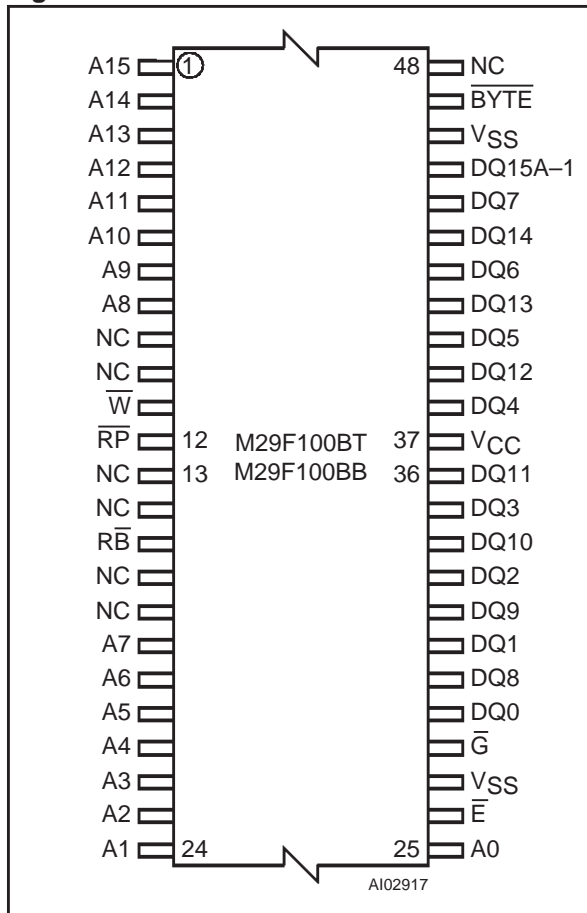 A15 1 48 NC
A14 B̅Y̅T̅E̅
A13 VSS
A12 DQ15A–1
A11 DQ7
A10 DQ14
A9 DQ6
A8 DQ13
NC DQ5
NC DQ12
W̅ DQ4
R̅P̅ 12 M29F100BT 37 VCC
NC 13 M29F100BB 36 DQ11
NC DQ3
RB̅ DQ10
NC DQ2
NC DQ9
A7 DQ1
A6 DQ8
A5 DQ0
A4 G̅
A3 VSS
A2 E̅
A1 24 25 A0
AI02917